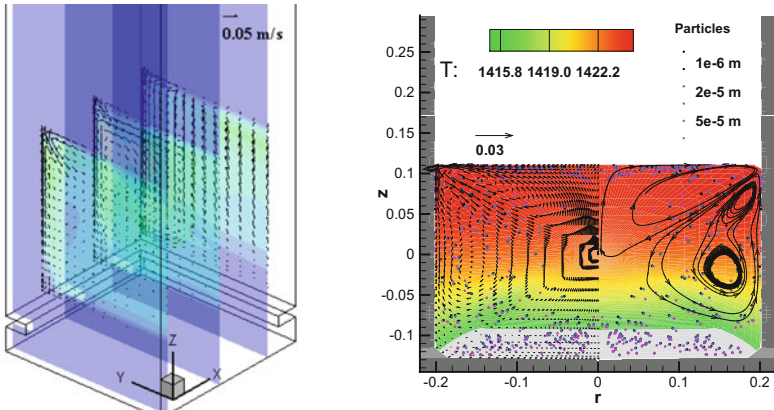 0.05 m/s
Z
Y
X
z
0.25
0.2
0.15
0.1
0.05
0
-0.05
-0.1
T:
1415.8 1419.0 1422.2
Particles
1e-6 m
2e-5 m
5e-5 m
0.03
-0.2 -0.1 0 0.1 0.2
r